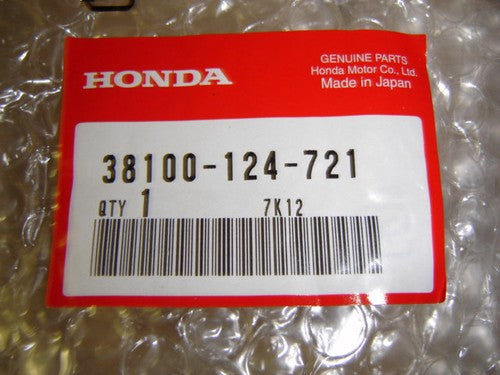 HONDA
GENUINE PARTS
Honda Motor Co., Ltd.
Made in Japan
38100-124-721
QTY 1 7K12